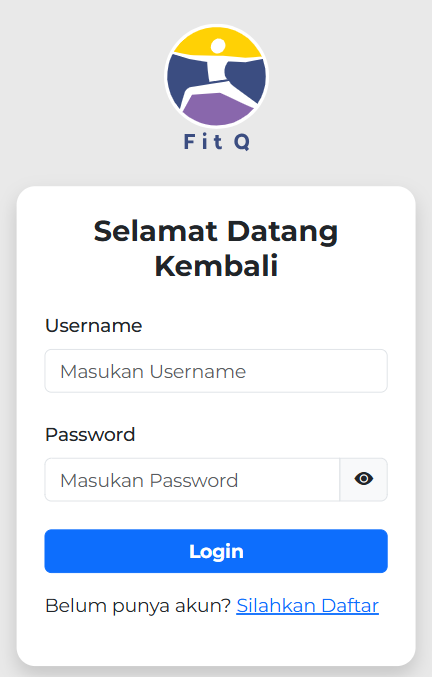 Fit Q
Selamat Datang
Kembali
Username
Masukan Username
Password
Masukan Password
Login
Belum punya akun? Silahkan Daftar